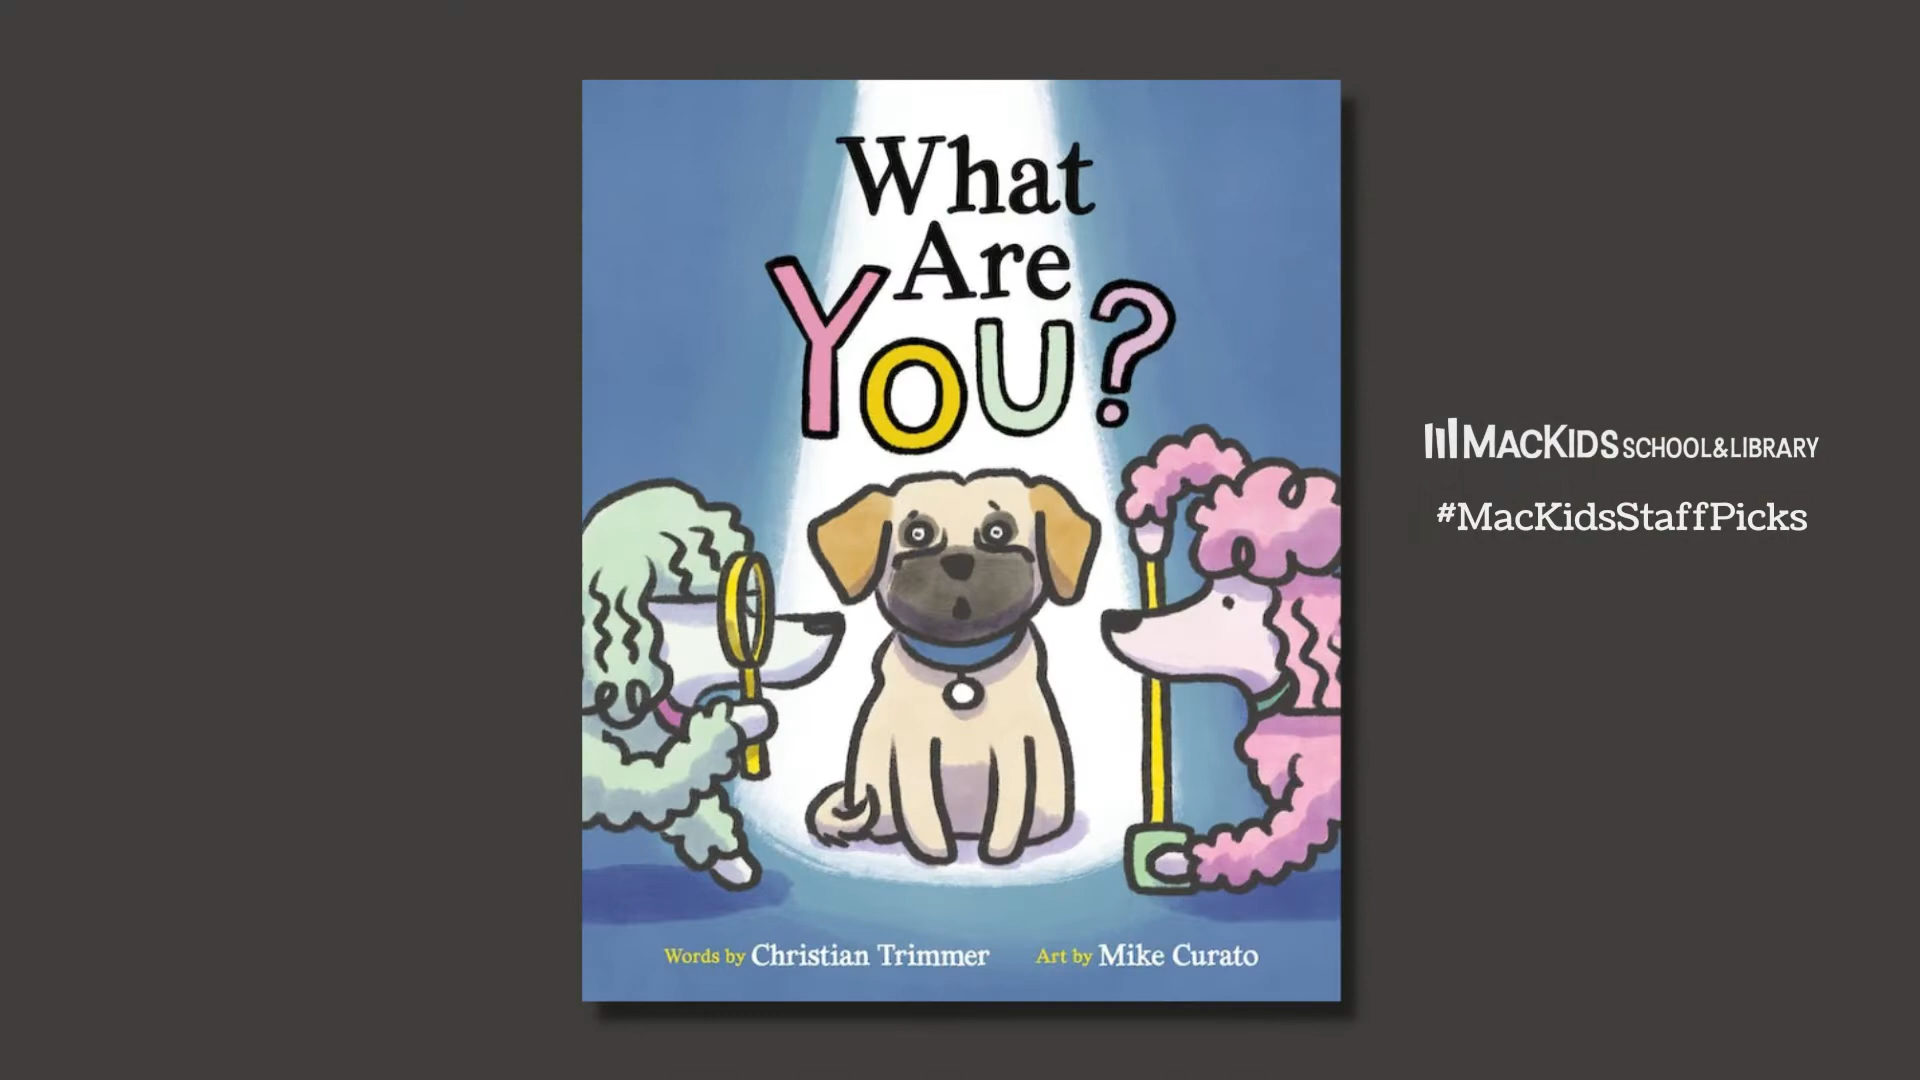 What
Are
YOU?
Words by Christian Trimmer Art by Mike Curato
MACKIDS SCHOOL & LIBRARY
#MacKidsStaffPicks